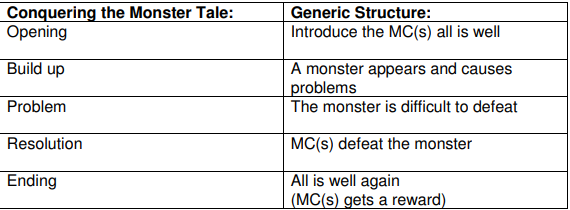 Conquering the Monster Tale: Generic Structure:
Opening Introduce the MC(s) all is well
Build up A monster appears and causes
problems
Problem The monster is difficult to defeat
Resolution MC(s) defeat the monster
Ending All is well again
(MC(s) gets a reward)